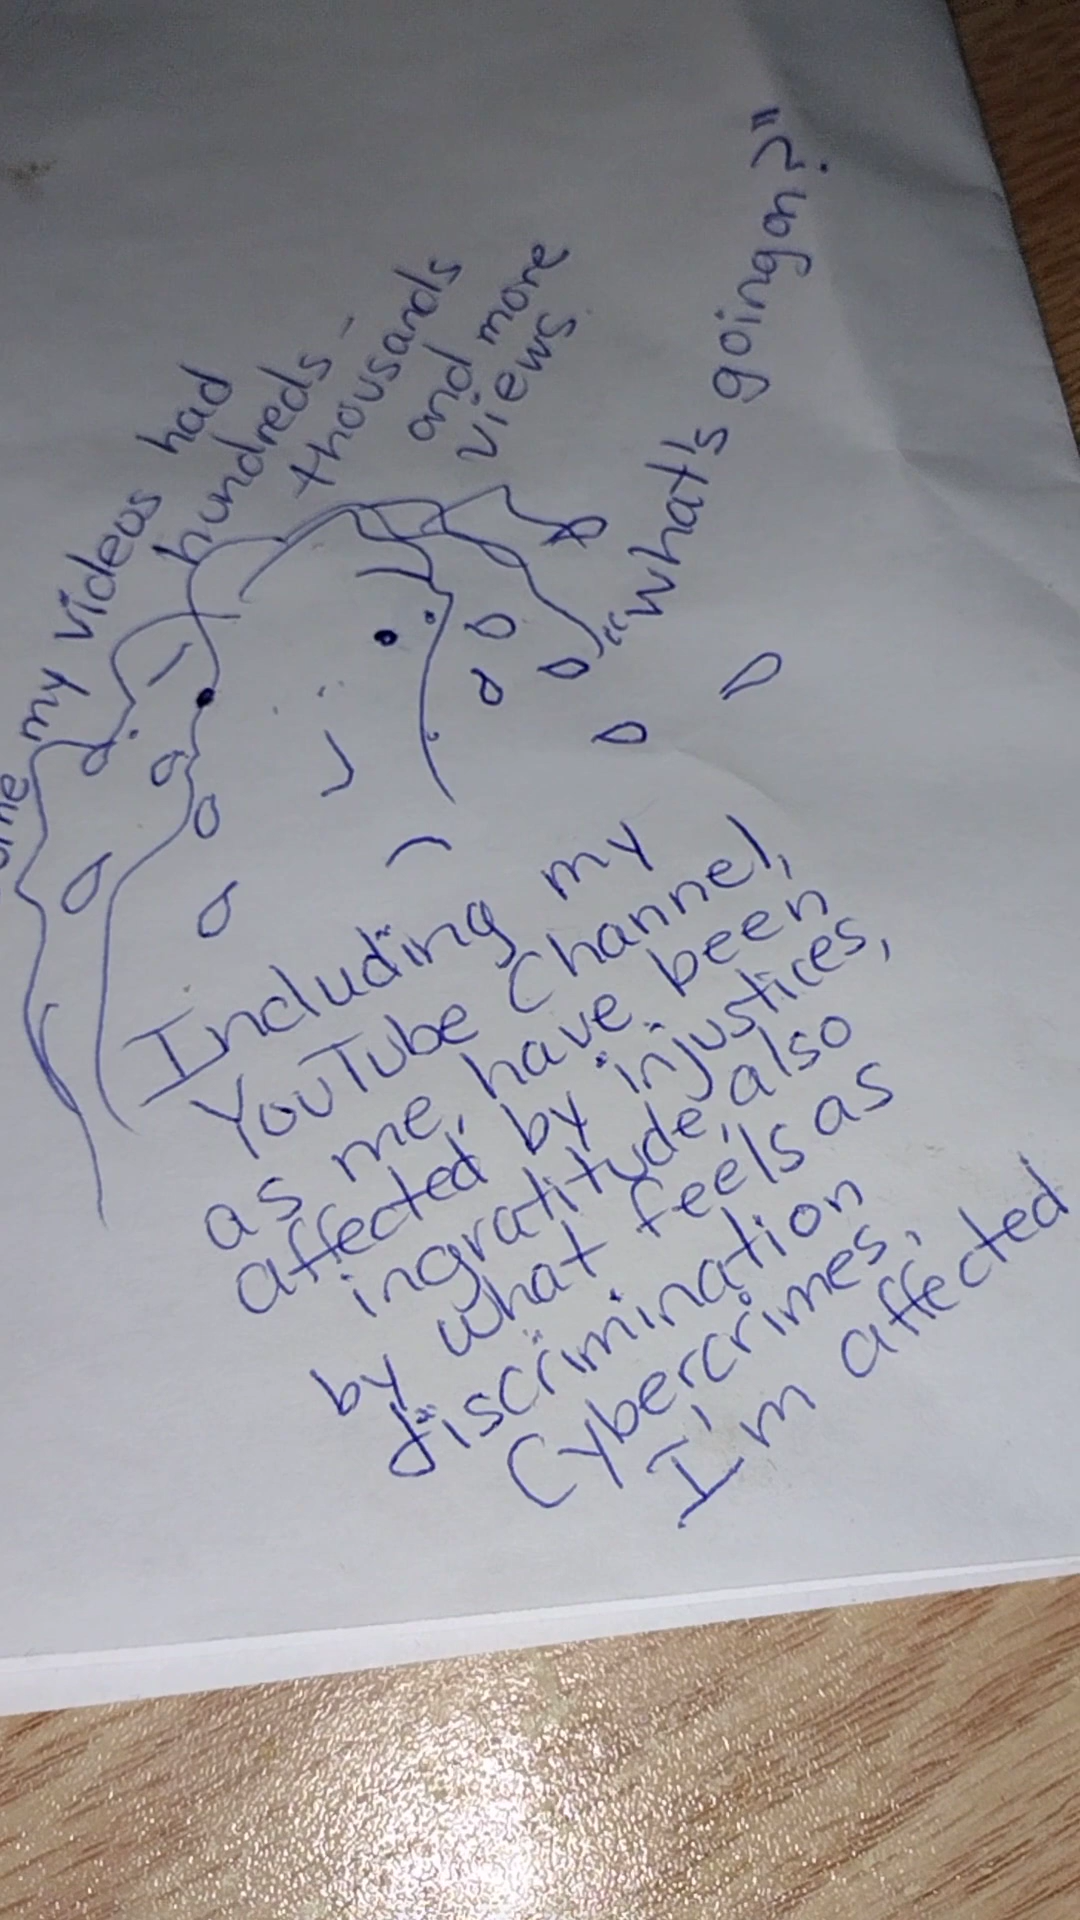 my videos had
hundreds -
thousands
and more
views.
"what's going on?"
Including my
YouTube Channel,
as me, have been
affected by injustices,
ingratitude, also
by what feels as
discrimination
Cybercrimes.
I'm affected